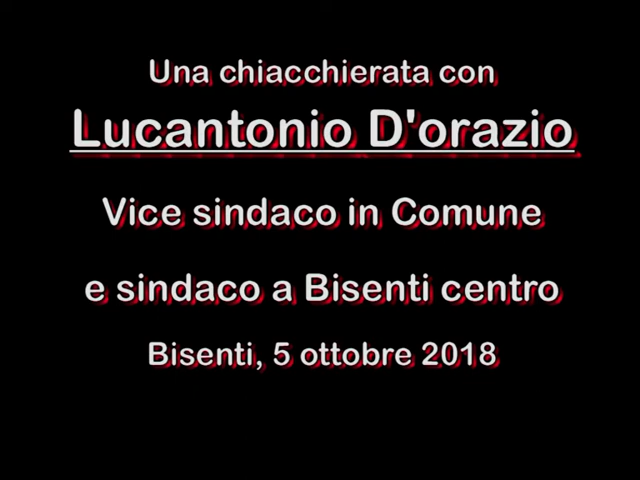 Una chiacchierata con
Lucantonio D'orazio
Vice sindaco in Comune
e sindaco a Bisenti centro
Bisenti, 5 ottobre 2018